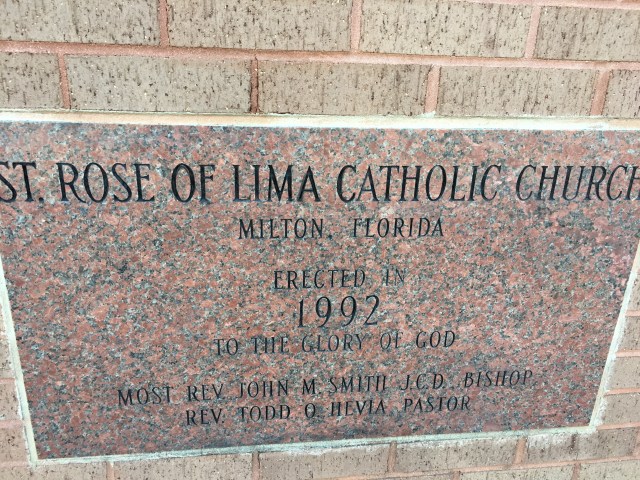 ST. ROSE OF LIMA CATHOLIC CHURCH
MILTON, FLORIDA
ERECTED IN
1992
TO THE GLORY OF GOD
MOST REV. JOHN M. SMITH J.C.D., BISHOP
REV. TODD O. HEVIA, PASTOR